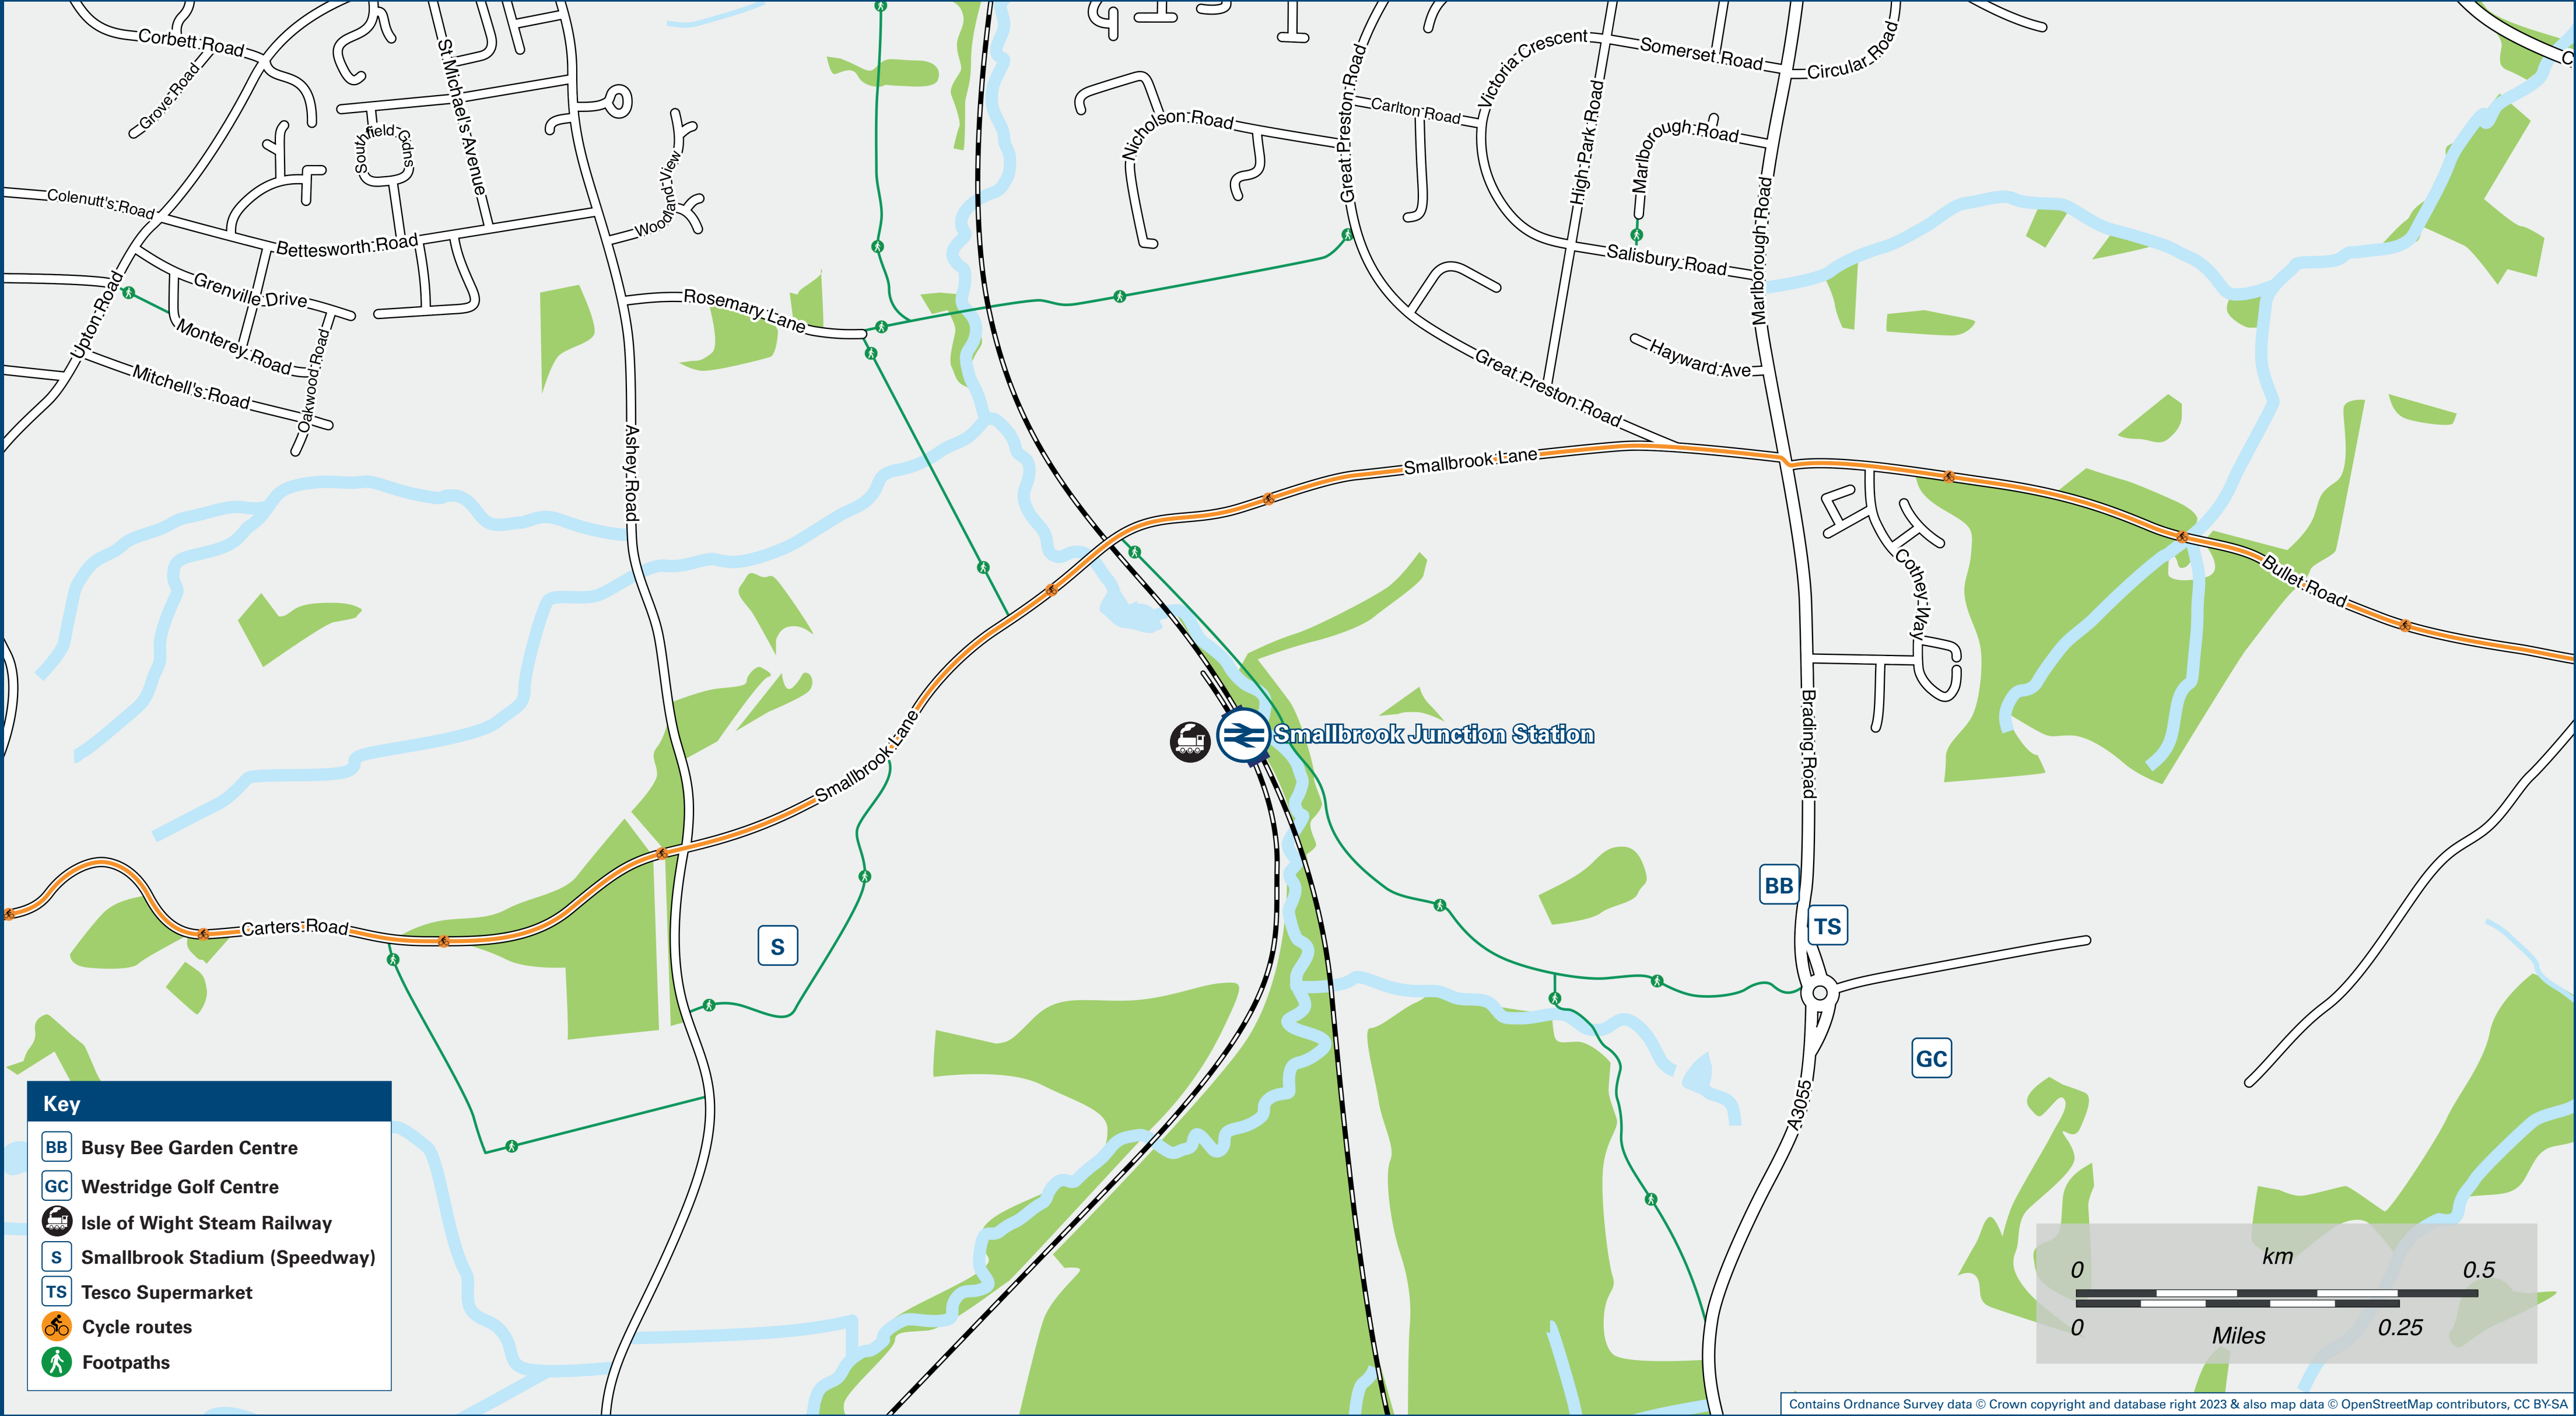 Corbett Road
Grove Road
St Michael's Avenue
Southfield Gdns
Colenutt's Road
Bettesworth Road
Woodland View
Grenville Drive
Upton Road
Monterey Road
Mitchell's Road
Oakwood Road
Rosemary Lane
Ashey Road
Nicholson Road
Great Preston Road
Carlton Road
Victoria Crescent
Somerset Road
Circular Road
High Park Road
Marlborough Road
Marlborough Road
Salisbury Road
Hayward Ave
Great Preston Road
Smallbrook Lane
Cothey Way
Bullet Road
Brading Road
Smallbrook Junction Station
Smallbrook Lane
Carters Road
S
BB
TS
GC
A3055
Key
BB Busy Bee Garden Centre
GC Westridge Golf Centre
Isle of Wight Steam Railway
S Smallbrook Stadium (Speedway)
TS Tesco Supermarket
Cycle routes
Footpaths
km
0 0.5
0 Miles 0.25
Contains Ordnance Survey data © Crown copyright and database right 2023 & also map data © OpenStreetMap contributors, CC BY-SA